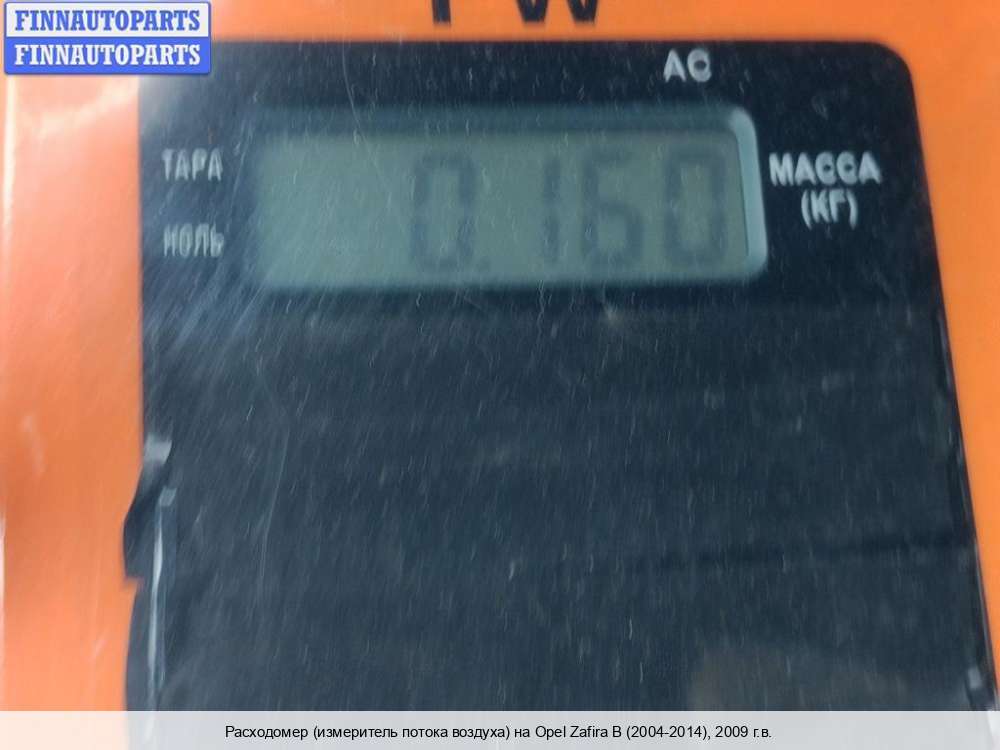 FINNAUTOPARTS
FINNAUTOPARTS
AC
ТАРА
0.160
МАССА
(КГ)
НОЛЬ
Расходомер (измеритель потока воздуха) на Opel Zafira B (2004-2014), 2009 г.в.